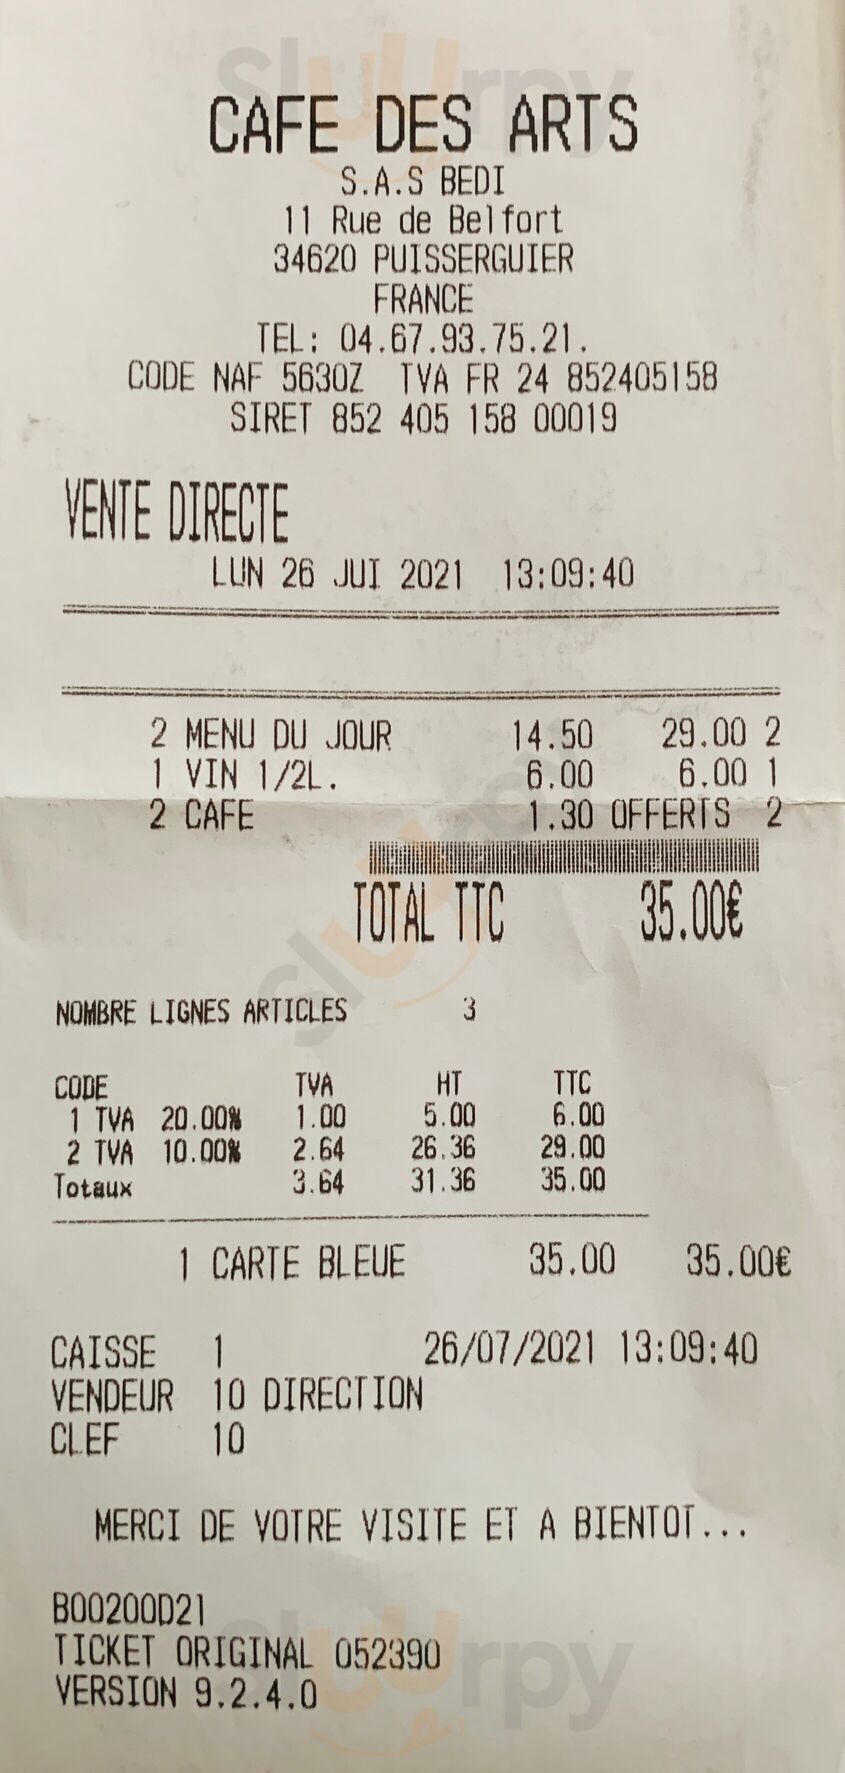 CAFE DES ARTS
S.A.S BEDI
11 Rue de Belfort
34620 PUISSERGUIER
FRANCE
TEL: 04.67.93.75.21.
CODE NAF 5630Z TVA FR 24 852405158
SIRET 852 405 158 00019
VENTE DIRECTE
LUN 26 JUI 2021 13:09:40
2 MENU DU JOUR 14.50 29.00 2
1 VIN 1/2L. 6.00 6.00 1
2 CAFE 1.30 OFFERTS 2
TOTAL TTC 35.00€
NOMBRE LIGNES ARTICLES 3
CODE TVA HT TTC
1 TVA 20.00% 1.00 5.00 6.00
2 TVA 10.00% 2.64 26.36 29.00
Totaux 3.64 31.36 35.00
1 CARTE BLEUE 35.00 35.00€
CAISSE 1 26/07/2021 13:09:40
VENDEUR 10 DIRECTION
CLEF 10
MERCI DE VOTRE VISITE ET A BIENTOT...
B00200D21
TICKET ORIGINAL 052390
VERSION 9.2.4.0
sluurpy
sluurpy
sluurpy